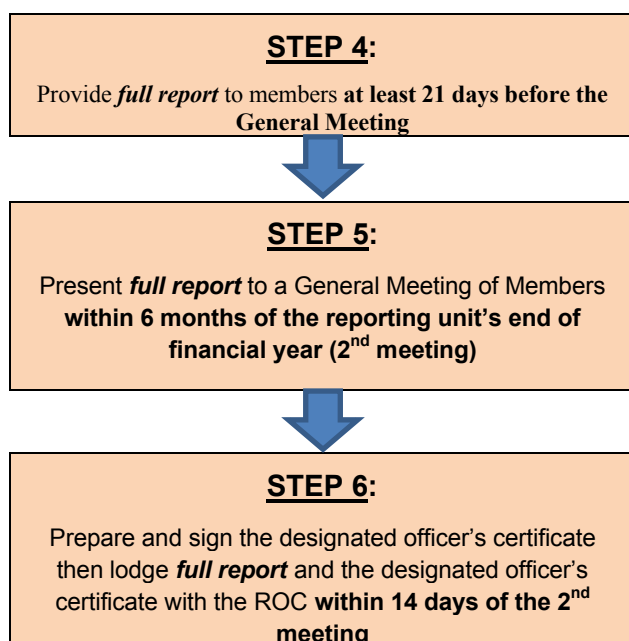 STEP 4:
Provide full report to members at least 21 days before the
General Meeting
STEP 5:
Present full report to a General Meeting of Members
within 6 months of the reporting unit’s end of
financial year (2nd meeting)
STEP 6:
Prepare and sign the designated officer’s certificate
then lodge full report and the designated officer’s
certificate with the ROC within 14 days of the 2nd
meeting